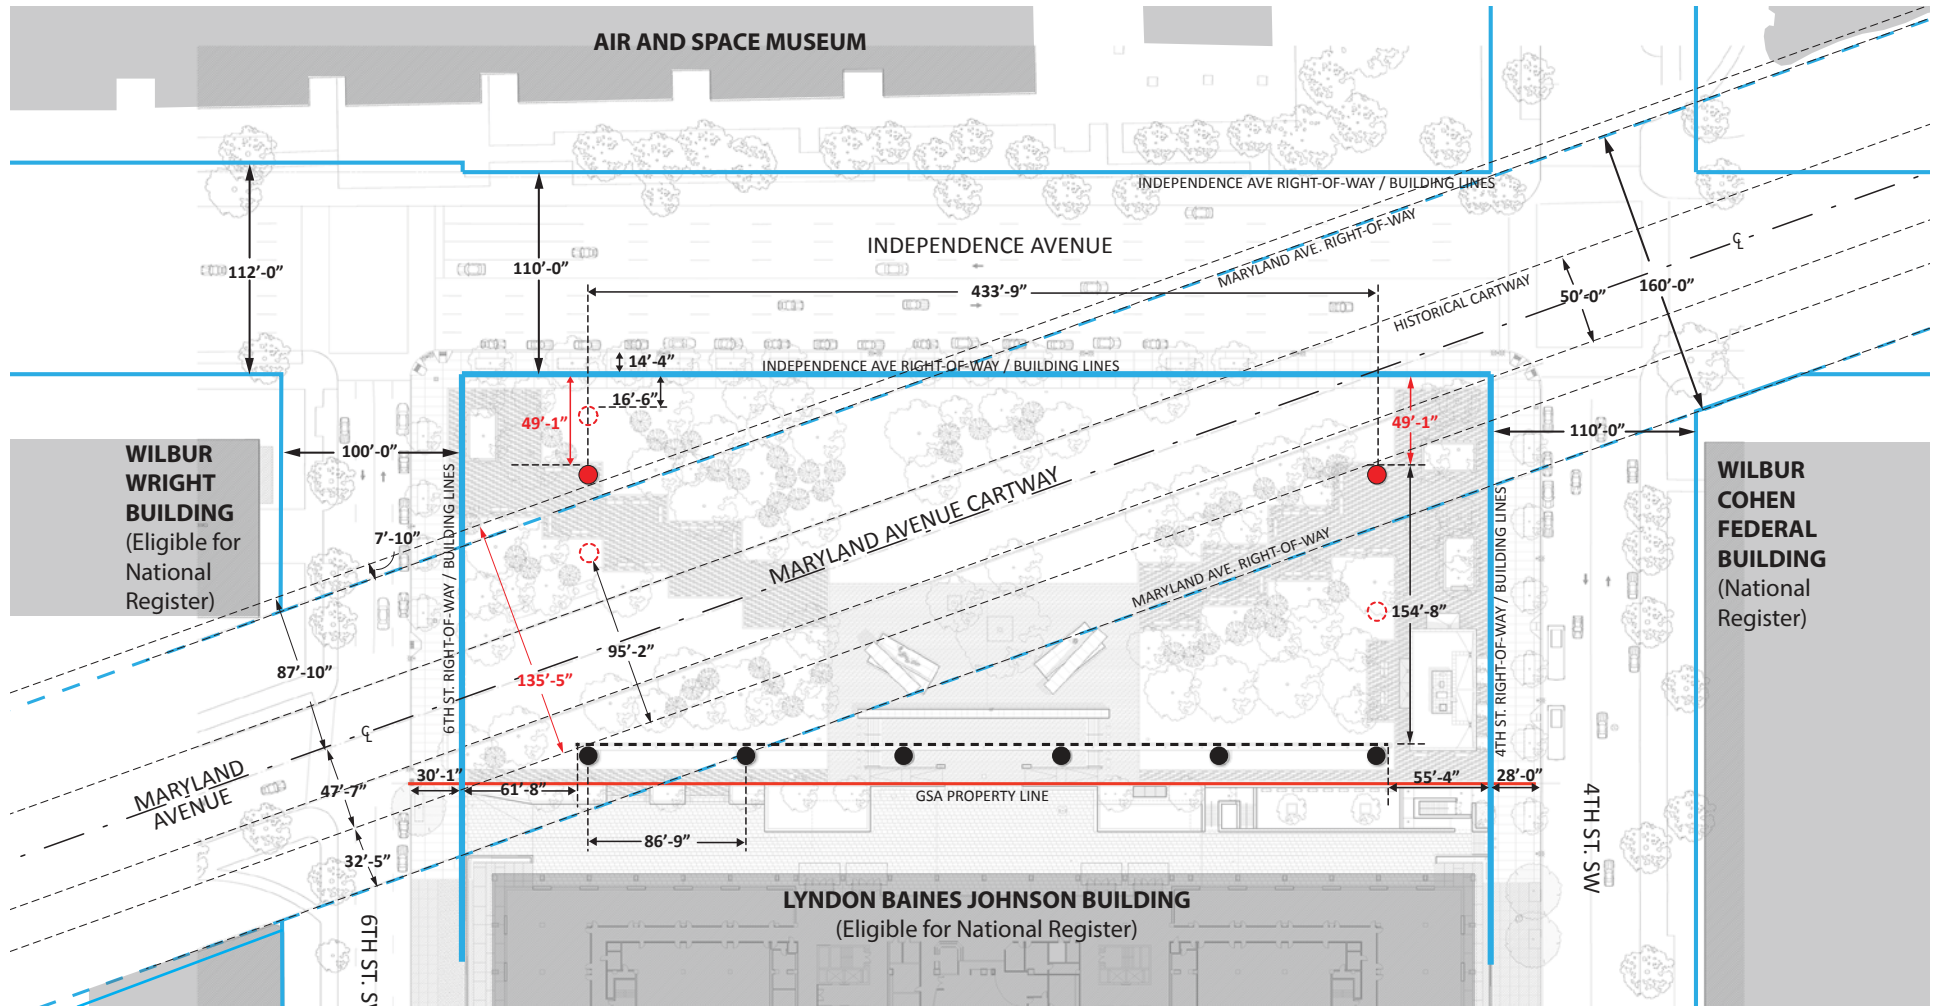 AIR AND SPACE MUSEUM
INDEPENDENCE AVE RIGHT-OF-WAY / BUILDING LINES
MARYLAND AVE. RIGHT-OF-WAY
INDEPENDENCE AVENUE
112’-0”
110’-0”
433’-9”
HISTORICAL CARTWAY
50’-0”
160’-0”
℄
14’-4”
INDEPENDENCE AVE RIGHT-OF-WAY / BUILDING LINES
16’-6”
49’-1”
49’-1”
100’-0”
110’-0”
WILBUR
WRIGHT
BUILDING
(Eligible for
National
Register)
WILBUR
COHEN
FEDERAL
BUILDING
(National
Register)
6TH ST. RIGHT-OF-WAY / BUILDING LINES
4TH ST. RIGHT-OF-WAY / BUILDING LINES
MARYLAND AVENUE CARTWAY
MARYLAND AVE. RIGHT-OF-WAY
7’-10”
87’-10”
135’-5”
95’-2”
154’-8”
℄
MARYLAND
AVENUE
47’-7”
32’-5”
30’-1”
61’-8”
55’-4”
28’-0”
GSA PROPERTY LINE
86’-9”
4TH ST. SW
6TH ST. S
LYNDON BAINES JOHNSON BUILDING
(Eligible for National Register)